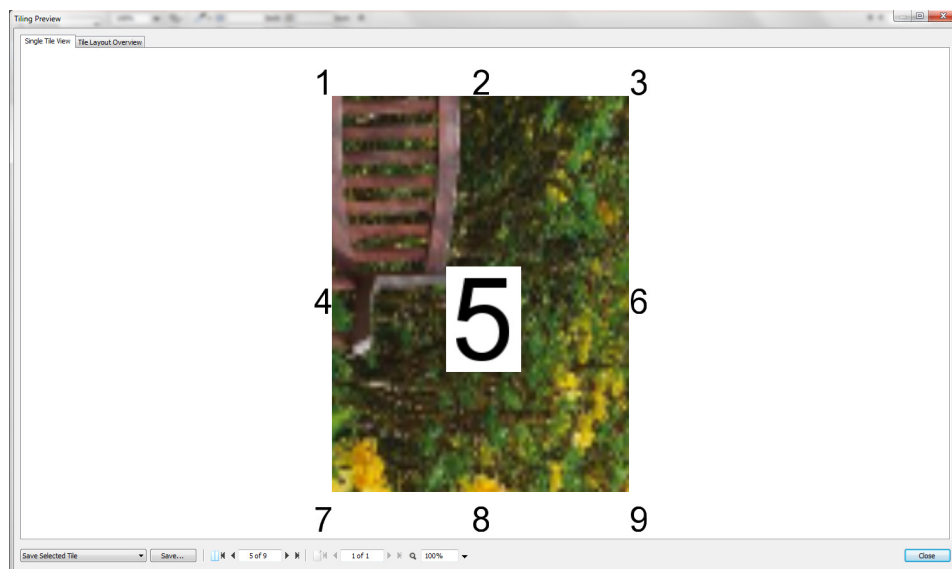 Tiling Preview
Single Tile View
Tile Layout Overview
1 2 3
4 5 6
7 8 9
Save Selected Tile
Save...
5 of 9
1 of 1
100%
Close